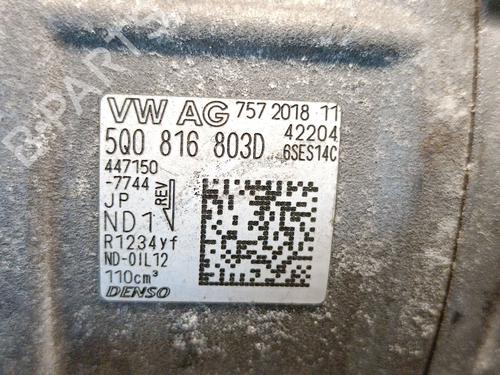 VW AG 757 2018 11
42204
5Q0 816 803D 6SES14C
447150
-7744
JP REV
ND1
R1234yf
ND-OIL12
110cm³
DENSO
B-PARTS